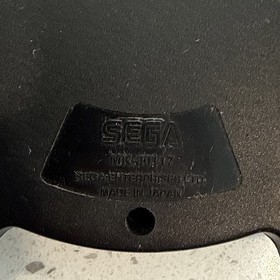 SEGA
SEGA ENTERPRISES, LTD.
MADE IN JAPAN